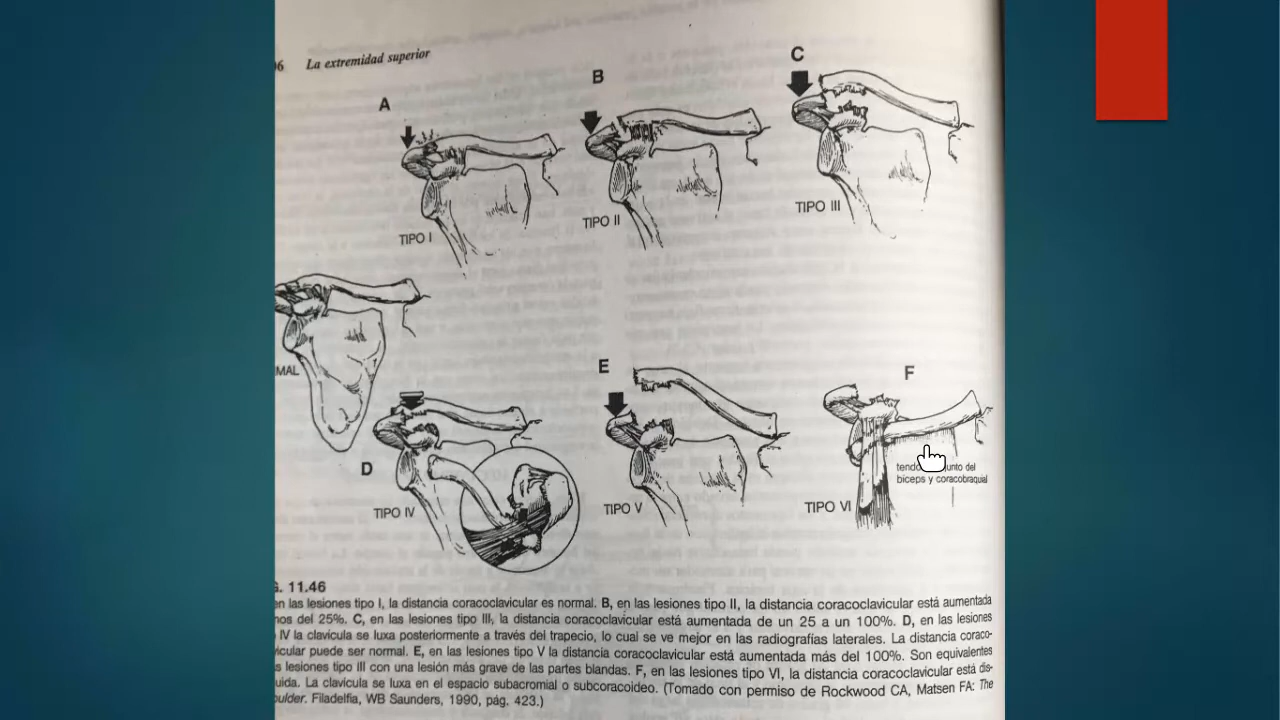 06 La extremidad superior
A
B
C
TIPO I
TIPO II
TIPO III
MAL
D
E
F
TIPO IV
TIPO V
TIPO VI
tendo unto del
biceps y coracobraquial
G. 11.46
en las lesiones tipo I, la distancia coracoclavicular es normal. B, en las lesiones tipo II, la distancia coracoclavicular está aumentada
nos del 25%. C, en las lesiones tipo III, la distancia coracoclavicular está aumentada de un 25 a un 100%. D, en las lesiones
IV la clavícula se luxa posteriormente a través del trapecio, lo cual se ve mejor en las radiografías laterales. La distancia coraco-
vicular puede ser normal. E, en las lesiones tipo V la distancia coracoclavicular está aumentada más del 100%. Son equivalentes
s lesiones tipo III con una lesión más grave de las partes blandas. F, en las lesiones tipo VI, la distancia coracoclavicular está dis-
uida. La clavícula se luxa en el espacio subacromial o subcoracoideo. (Tomado con permiso de Rockwood CA, Matsen FA: The
oulder. Filadelfia, WB Saunders, 1990, pág. 423.)